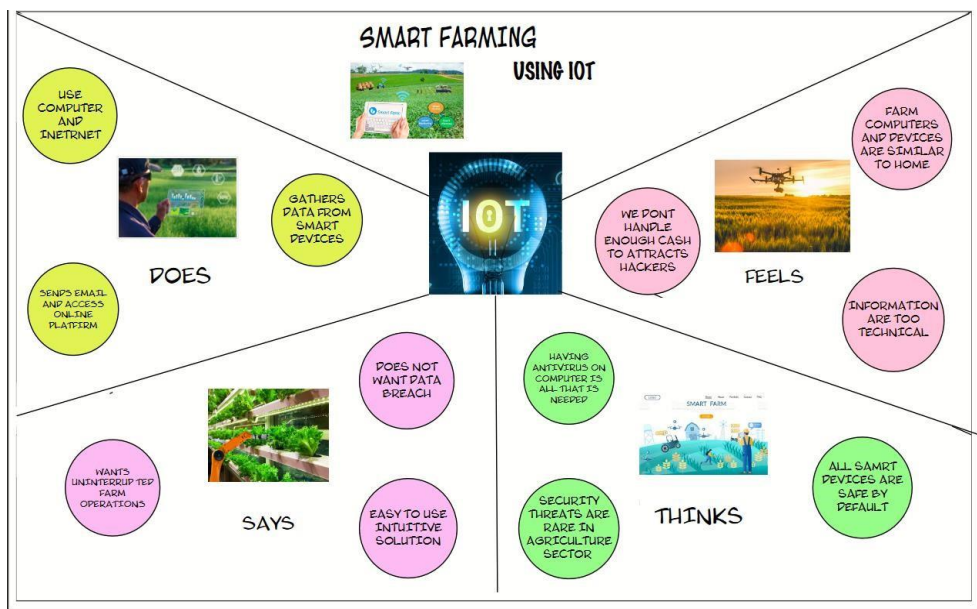 SMART FARMING
USING IOT
USE
COMPUTER
AND
INETRNET
GATHERS
DATA FROM
SMART
DEVICES
DOES
SENDS EMAIL
AND ACCESS
ONLINE
PLATFIRM
IOT
FARM
COMPUTERS
AND DEVICES
ARE SIMILAR
TO HOME
WE DONT
HANDLE
ENOUGH CASH
TO ATTRACTS
HACKERS
FEELS
INFORMATION
ARE TOO
TECHNICAL
DOES NOT
WANT DATA
BREACH
WANTS
UNINTERRUP TED
FARM
OPERATIONS
SAYS
EASY TO USE
INTUITIVE
SOLUTION
HAVING
ANTIVIRUS ON
COMPUTER IS
ALL THAT IS
NEEDED
SMART FARM
SECURITY
THREATS ARE
RARE IN
AGRICULTURE
SECTOR
THINKS
ALL SAMRT
DEVICES ARE
SAFE BY
DEFAULT